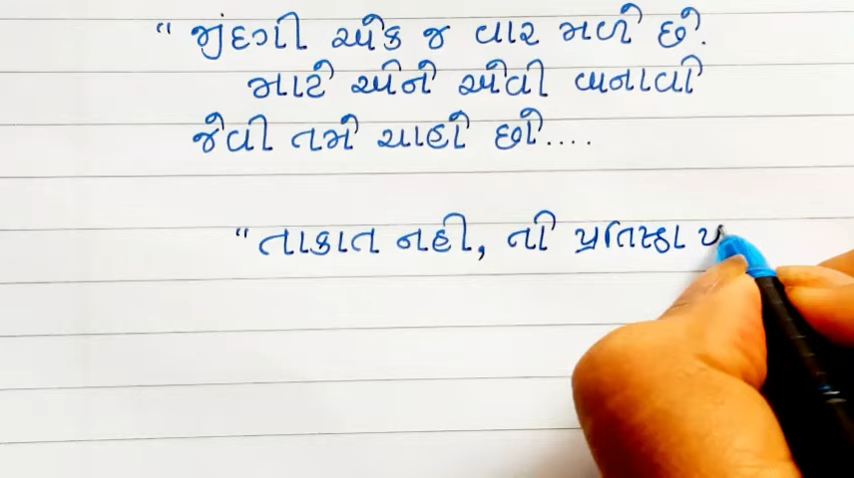 " જીંદગી એક જ વાર મળે છે.
માટે એને એવી બનાવો
જેવી તમે ચાહો છો....
" તાકાત નહી, તો પ્રતિષ્ઠા